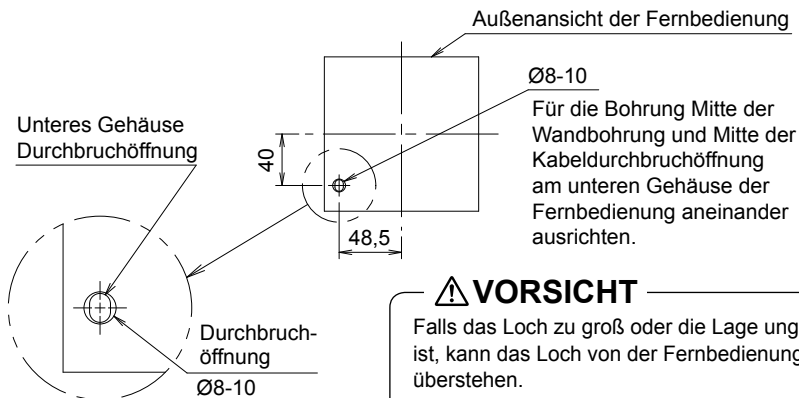 Außenansicht der Fernbedienung
Ø8-10
Für die Bohrung Mitte der
Wandbohrung und Mitte der
Kabeldurchbruchöffnung
am unteren Gehäuse der
Fernbedienung aneinander
ausrichten.
Unteres Gehäuse
Durchbruchöffnung
40
48,5
Durchbruch-
öffnung
Ø8-10
VORSICHT
Falls das Loch zu groß oder die Lage ung
ist, kann das Loch von der Fernbedienung
überstehen.